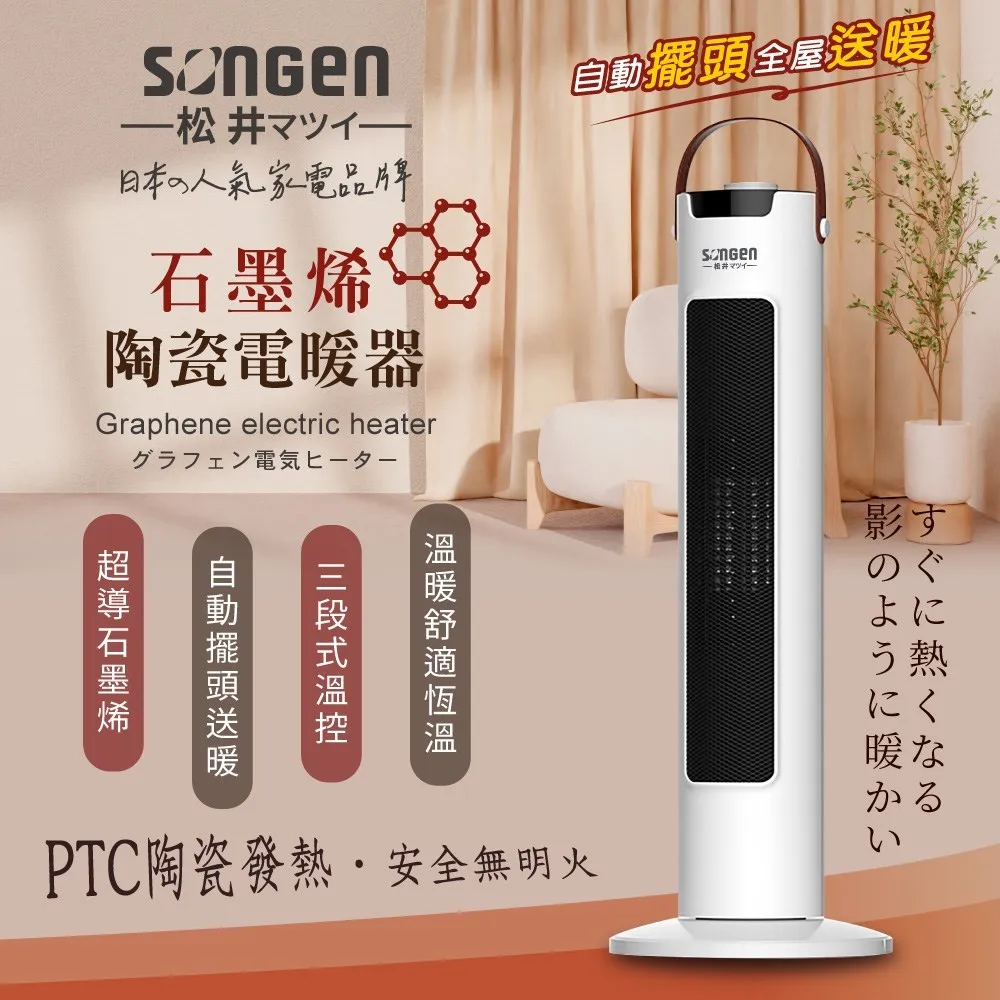 SONGEN
松井マツイ
日本の人氣家電品牌
石墨烯
陶瓷電暖器
Graphene electric heater
グラフェン電気ヒーター
自動擺頭全屋送暖
SONGEN
松井マツイ
超導石墨烯
自動擺頭送暖
三段式溫控
溫暖舒適恆溫
すぐに熱くなる
影のように暖かい
PTC陶瓷發熱・安全無明火